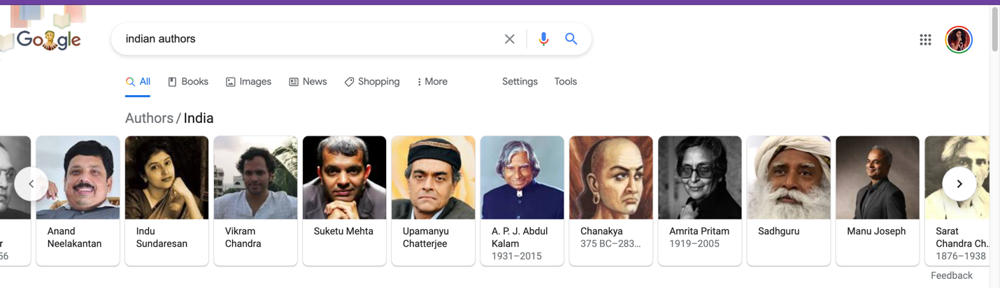 Google
indian authors
All Books Images News Shopping More Settings Tools
Authors / India
r
56
Anand
Neelakantan
Indu
Sundaresan
Vikram
Chandra
Suketu Mehta
Upamanyu
Chatterjee
A. P. J. Abdul
Kalam
1931–2015
Chanakya
375 BC–283...
Amrita Pritam
1919–2005
Sadhguru
Manu Joseph
Sarat
Chandra Ch..
1876–1938
Feedback